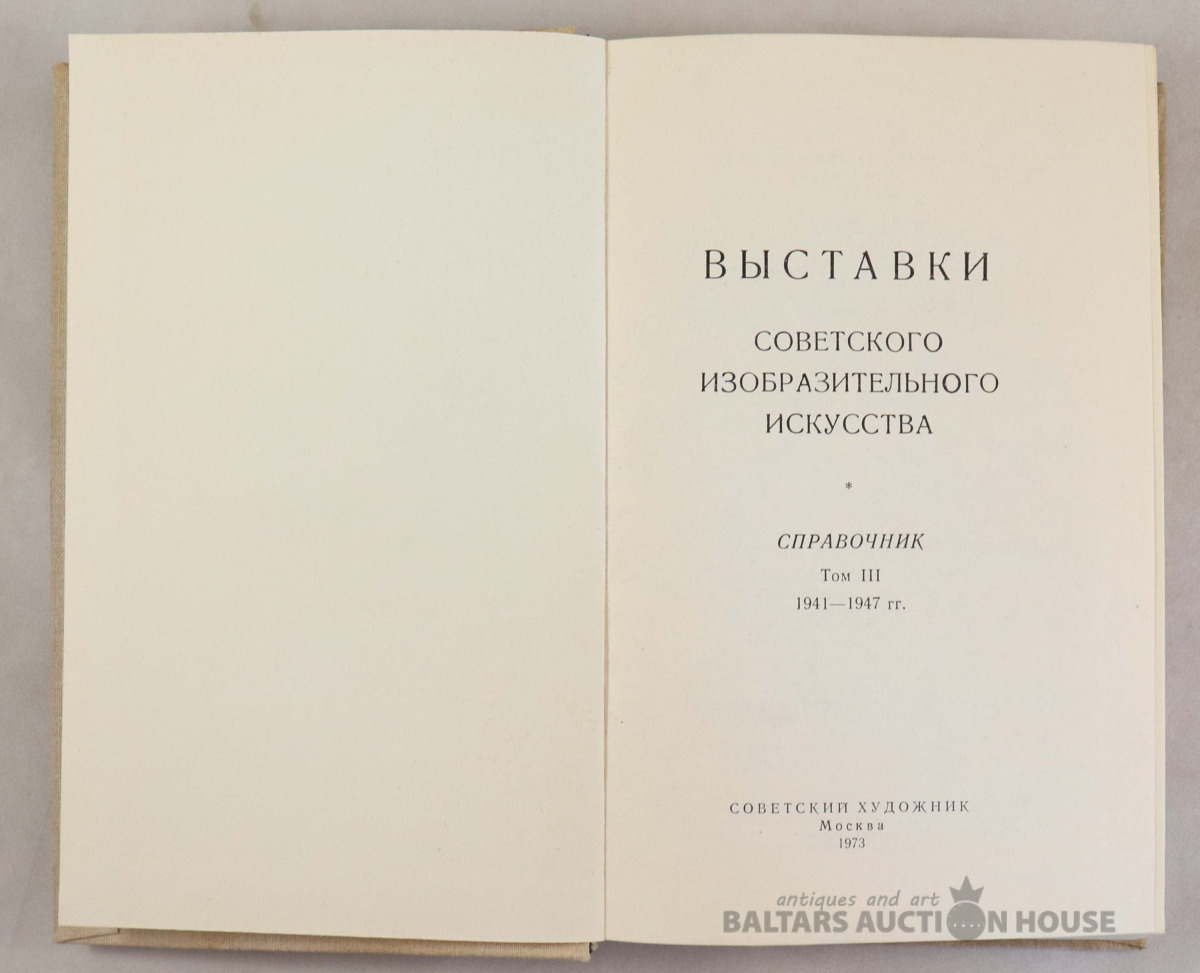 ВЫСТАВКИ
СОВЕТСКОГО
ИЗОБРАЗИТЕЛЬНОГО
ИСКУССТВА
*
СПРАВОЧНИК
Том III
1941—1947 гг.
СОВЕТСКИЙ ХУДОЖНИК
Москва
1973
antiques and art
BALTARS AUCTION HOUSE